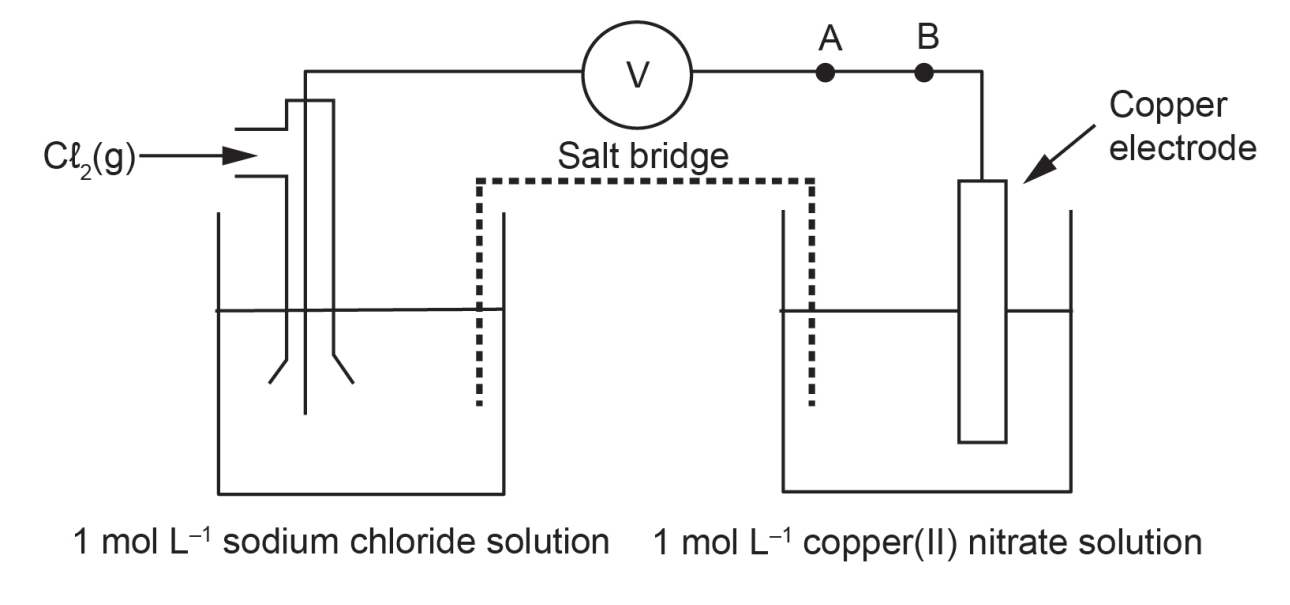 A B
V
Copper
electrode
Cℓ₂(g)
Salt bridge
1 mol L⁻¹ sodium chloride solution
1 mol L⁻¹ copper(II) nitrate solution